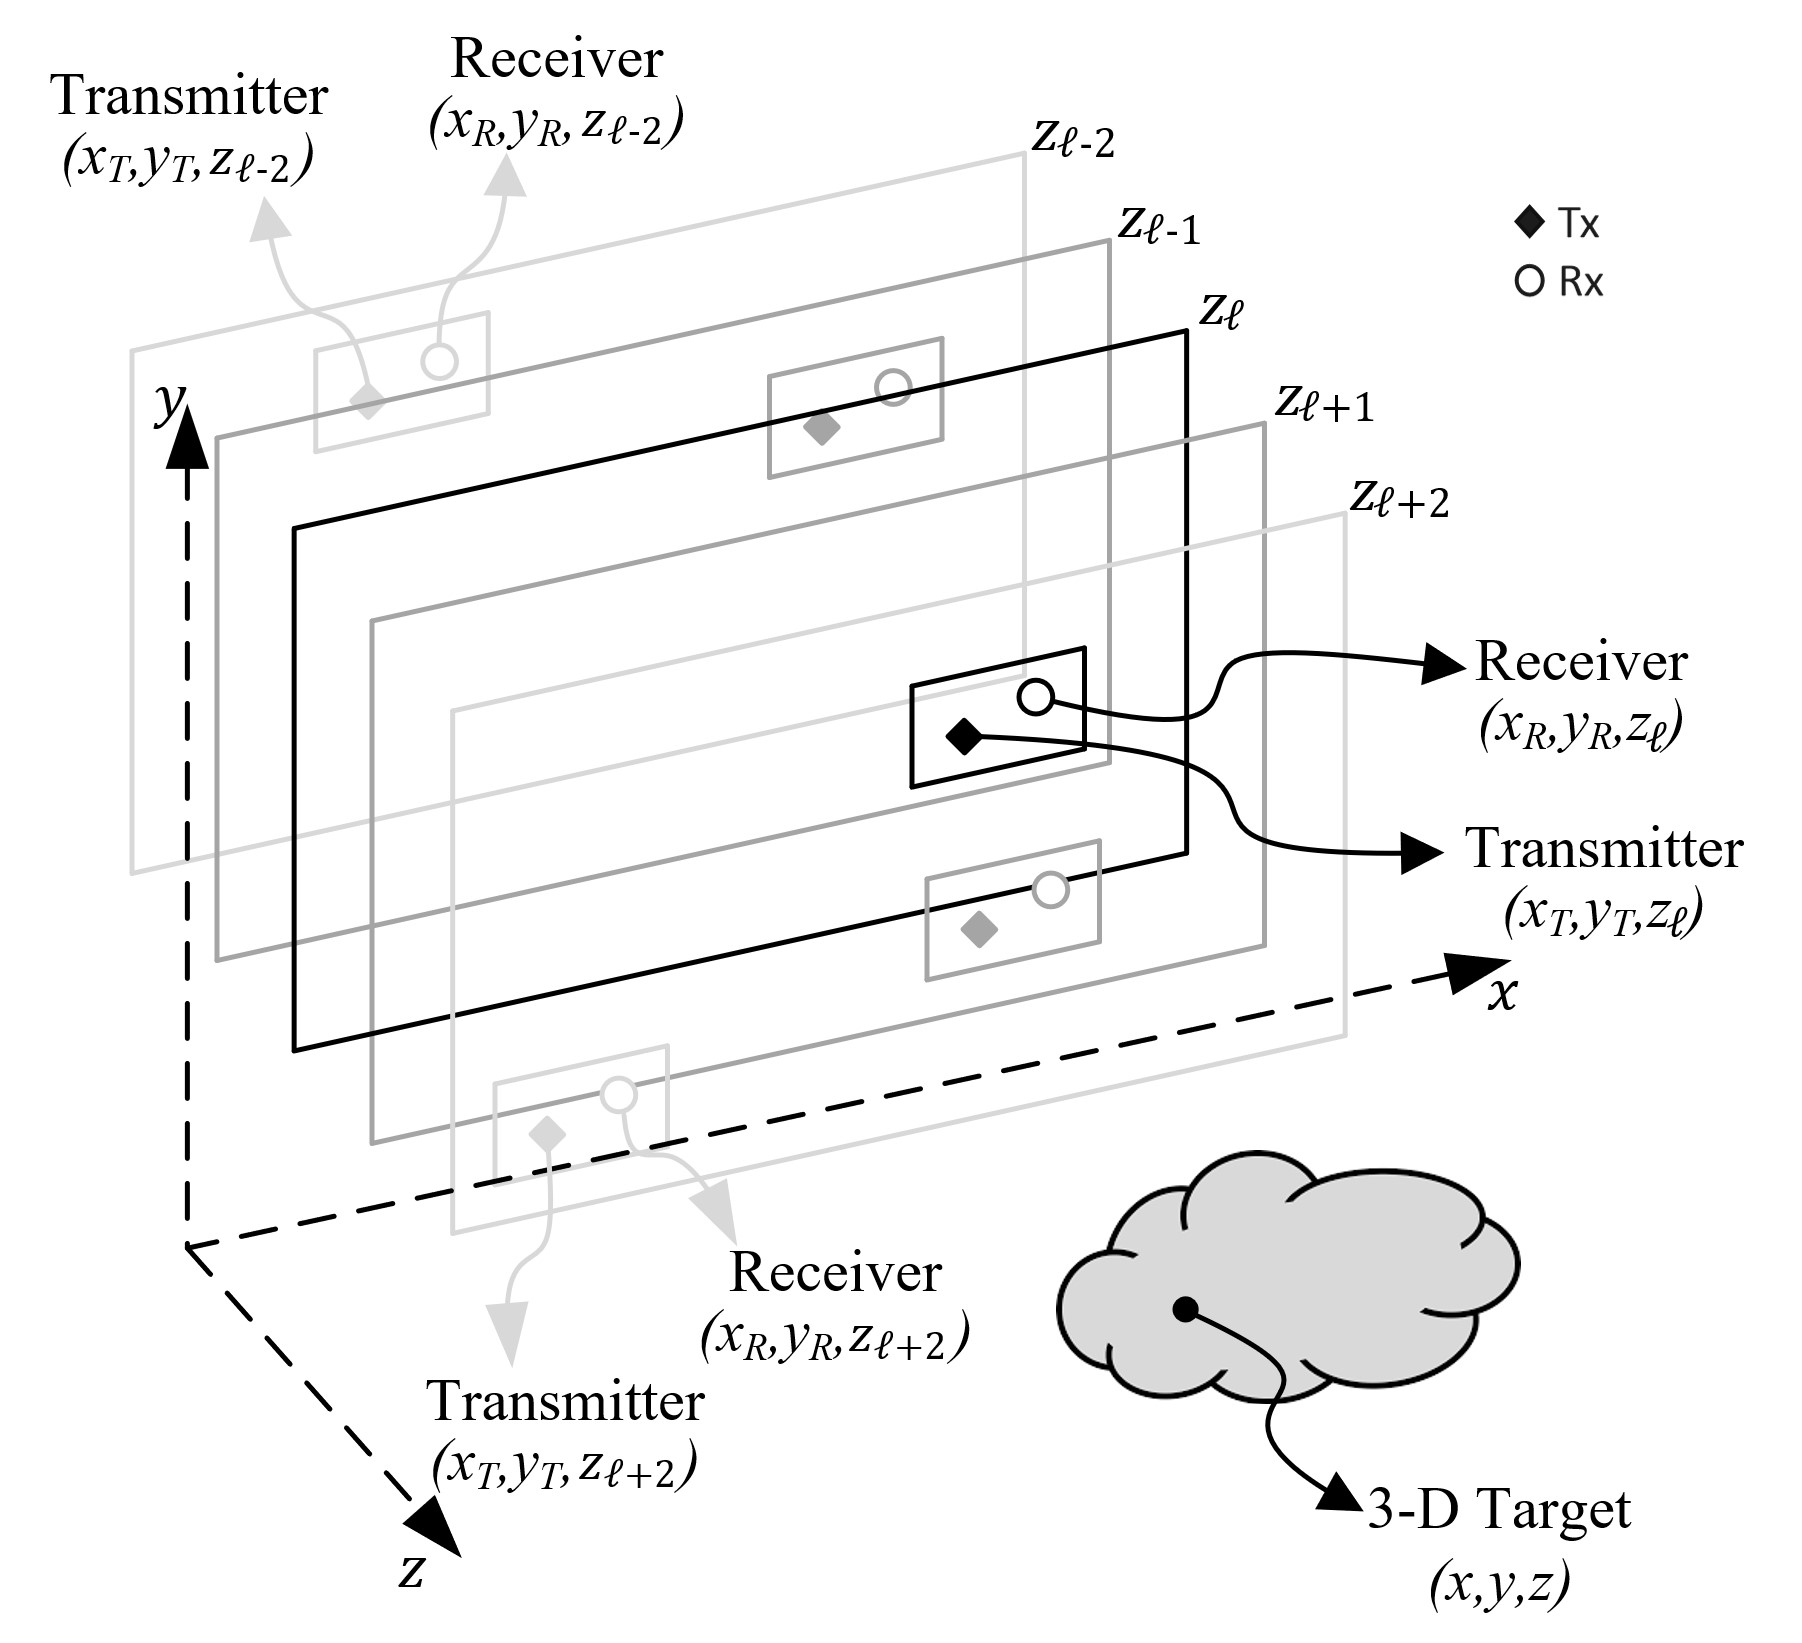 Receiver
(x_R,y_R,z_ℓ-2)
Transmitter
(x_T,y_T,z_ℓ-2)
z_ℓ-2
z_ℓ-1
Tx
Rx
z_ℓ
y
z_ℓ+1
z_ℓ+2
Receiver
(x_R,y_R,z_ℓ)
Transmitter
(x_T,y_T,z_ℓ)
x
Receiver
(x_R,y_R,z_ℓ+2)
Transmitter
(x_T,y_T,z_ℓ+2)
z
3-D Target
(x,y,z)